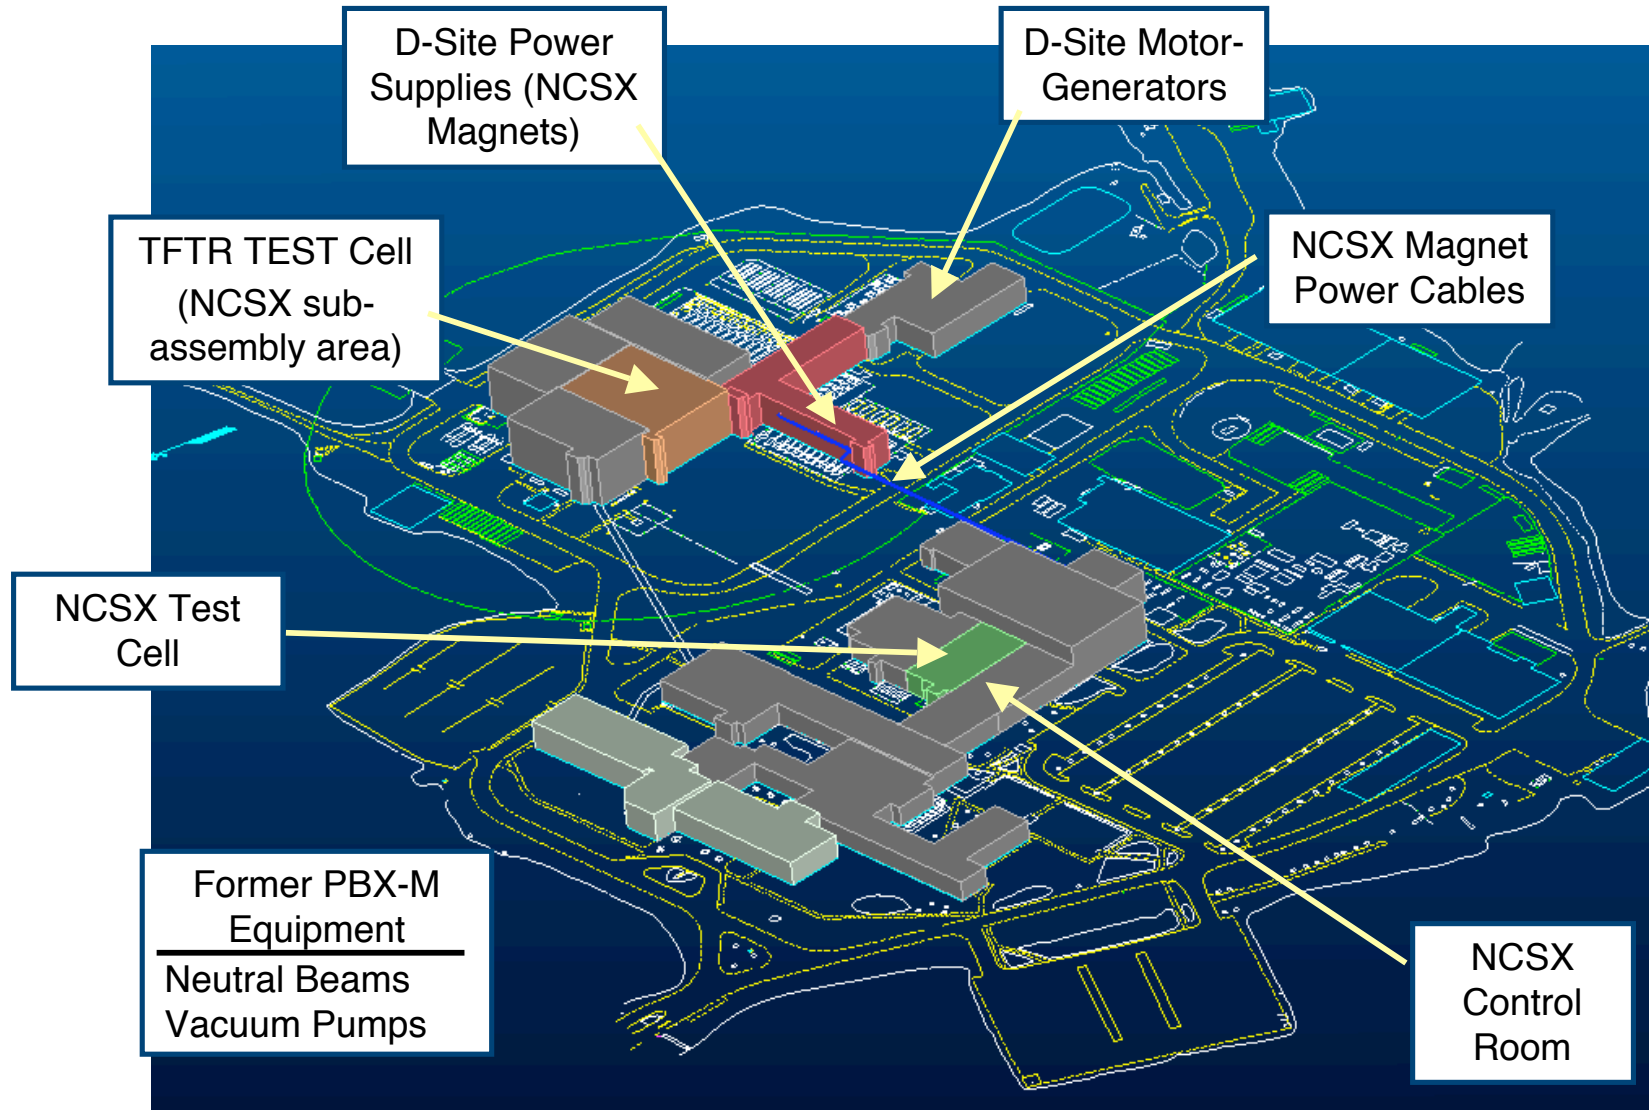 D-Site Power
Supplies (NCSX
Magnets)
D-Site Motor-
Generators
TFTR TEST Cell
(NCSX sub-
assembly area)
NCSX Magnet
Power Cables
NCSX Test
Cell
Former PBX-M
Equipment
Neutral Beams
Vacuum Pumps
NCSX
Control
Room